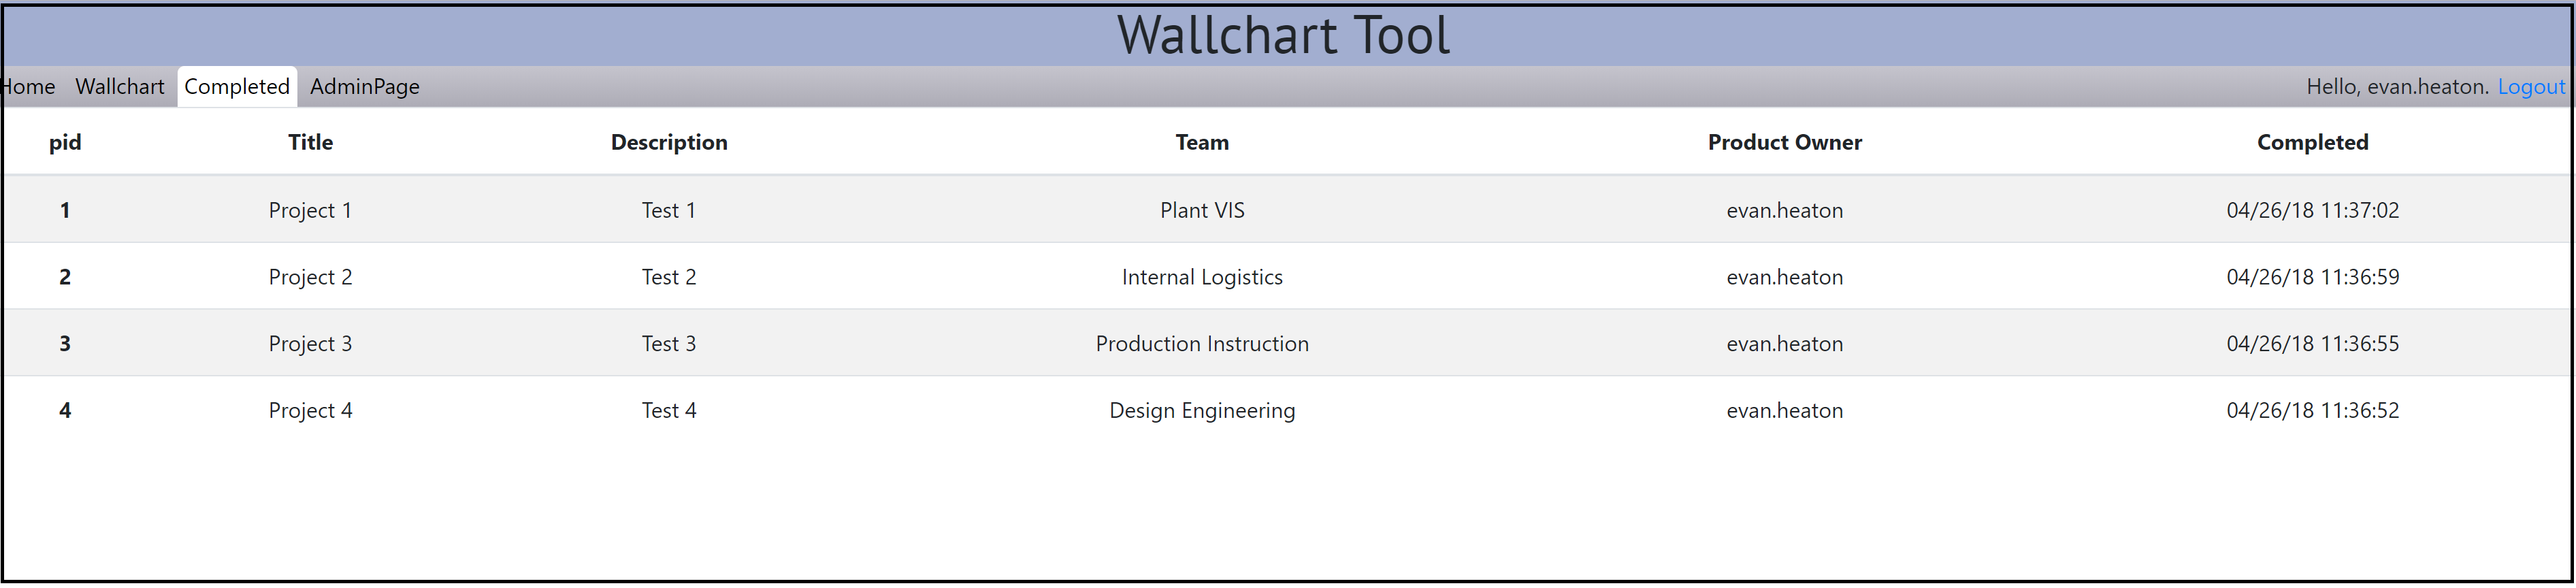 Wallchart Tool
Home Wallchart Completed AdminPage Hello, evan.heaton. Logout
pid Title Description Team Product Owner Completed
1 Project 1 Test 1 Plant VIS evan.heaton 04/26/18 11:37:02
2 Project 2 Test 2 Internal Logistics evan.heaton 04/26/18 11:36:59
3 Project 3 Test 3 Production Instruction evan.heaton 04/26/18 11:36:55
4 Project 4 Test 4 Design Engineering evan.heaton 04/26/18 11:36:52